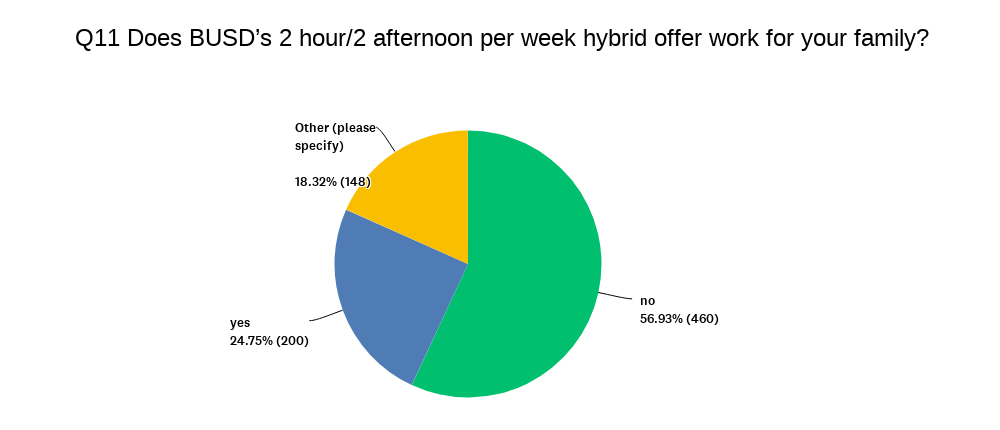 Q11 Does BUSD’s 2 hour/2 afternoon per week hybrid offer work for your family?
Other (please
specify)
18.32% (148)
no
56.93% (460)
yes
24.75% (200)